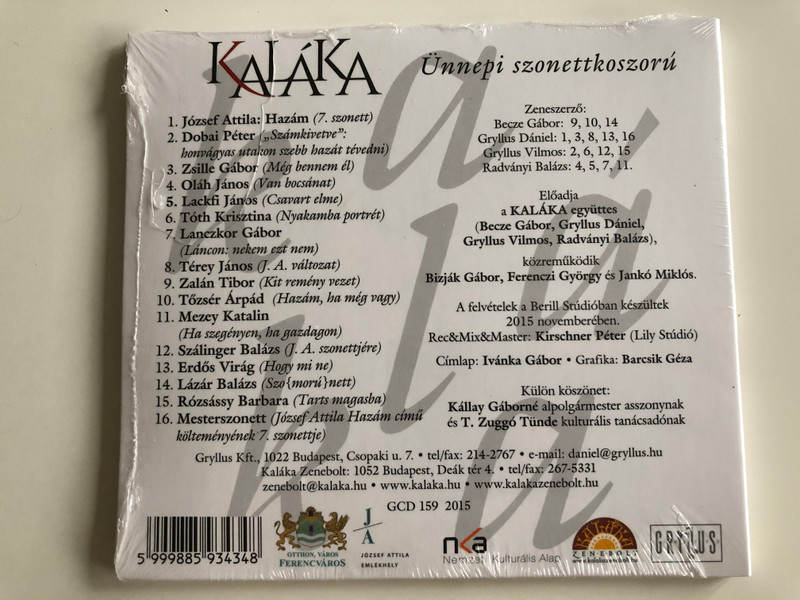 KALÁKA
Ünnepi szonettkoszorú
1. József Attila: Hazám (7. szonett)
2. Dobai Péter („Számkivetve”:
honvágyas utakon szebb hazát tévedni)
3. Zsille Gábor (Még bennem él)
4. Oláh János (Van bocsánat)
5. Lackfi János (Csavart elme)
6. Tóth Krisztina (Nyakamba portrét)
7. Lanczkor Gábor
(Láncon: nekem ezt nem)
8. Térey János (J. A. változat)
9. Zalán Tibor (Kit remény vezet)
10. Tőzsér Árpád (Hazám, ha még vagy)
11. Mezey Katalin
(Ha szegényen, ha gazdagon)
12. Szálinger Balázs (J. A. szonettjére)
13. Erdős Virág (Hogy mi ne)
14. Lázár Balázs (Szo{morú}nett)
15. Rózsássy Barbara (Tarts magasba)
16. Mesterszonett (József Attila Hazám című
költeményének 7. szonettje)
Zeneszerző:
Becze Gábor: 9, 10, 14
Gryllus Dániel: 1, 3, 8, 13, 16
Gryllus Vilmos: 2, 6, 12, 15
Radványi Balázs: 4, 5, 7, 11.
Előadja
a KALÁKA együttes
(Becze Gábor, Gryllus Dániel,
Gryllus Vilmos, Radványi Balázs),
közreműködik
Bizják Gábor, Ferenczi György és Jankó Miklós.
A felvételek a Berill Stúdióban készültek
2015 novemberében.
Rec&Mix&Master: Kirschner Péter (Lily Stúdió)
Címlap: Ivánka Gábor • Grafika: Barcsik Géza
Külön köszönet:
Kállay Gáborné alpolgármester asszonynak
és T. Zuggó Tünde kulturális tanácsadónak
Gryllus Kft., 1022 Budapest, Csopaki u. 7. • tel/fax: 214-2767 • e-mail: daniel@gryllus.hu
Kaláka Zenebolt: 1052 Budapest, Deák tér 4. • tel/fax: 267-5331
zenebolt@kalaka.hu • www.kalaka.hu • www.kalakazenebolt.hu
GCD 159 2015
5 999885 934348
OTTHON, VÁROS
FERENCVÁROS
J/A
JÓZSEF ATTILA
EMLÉKHELY
nka
Nemzeti Kulturális Alap
KALÁKA
ZENEBOLT
www.kalakazenebolt.hu
GRYLLUS